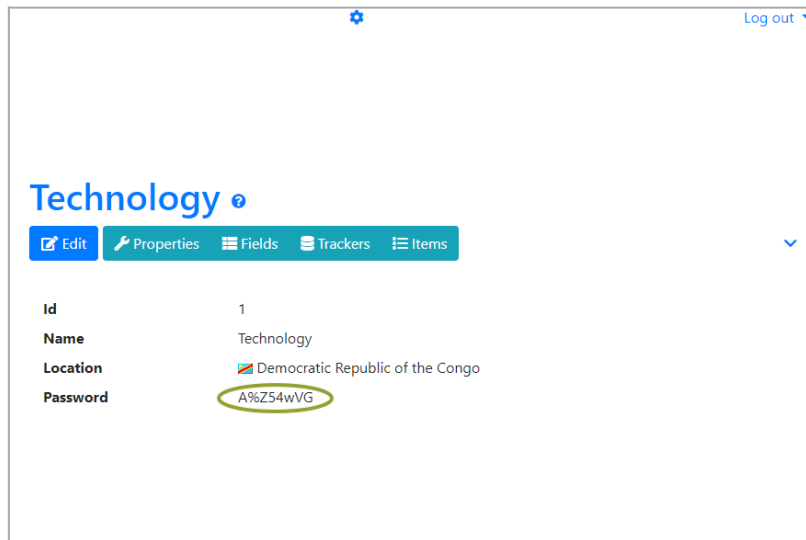 Log out
Technology
Edit Properties Fields Trackers Items
Id 1
Name Technology
Location Democratic Republic of the Congo
Password A%Z54wVG